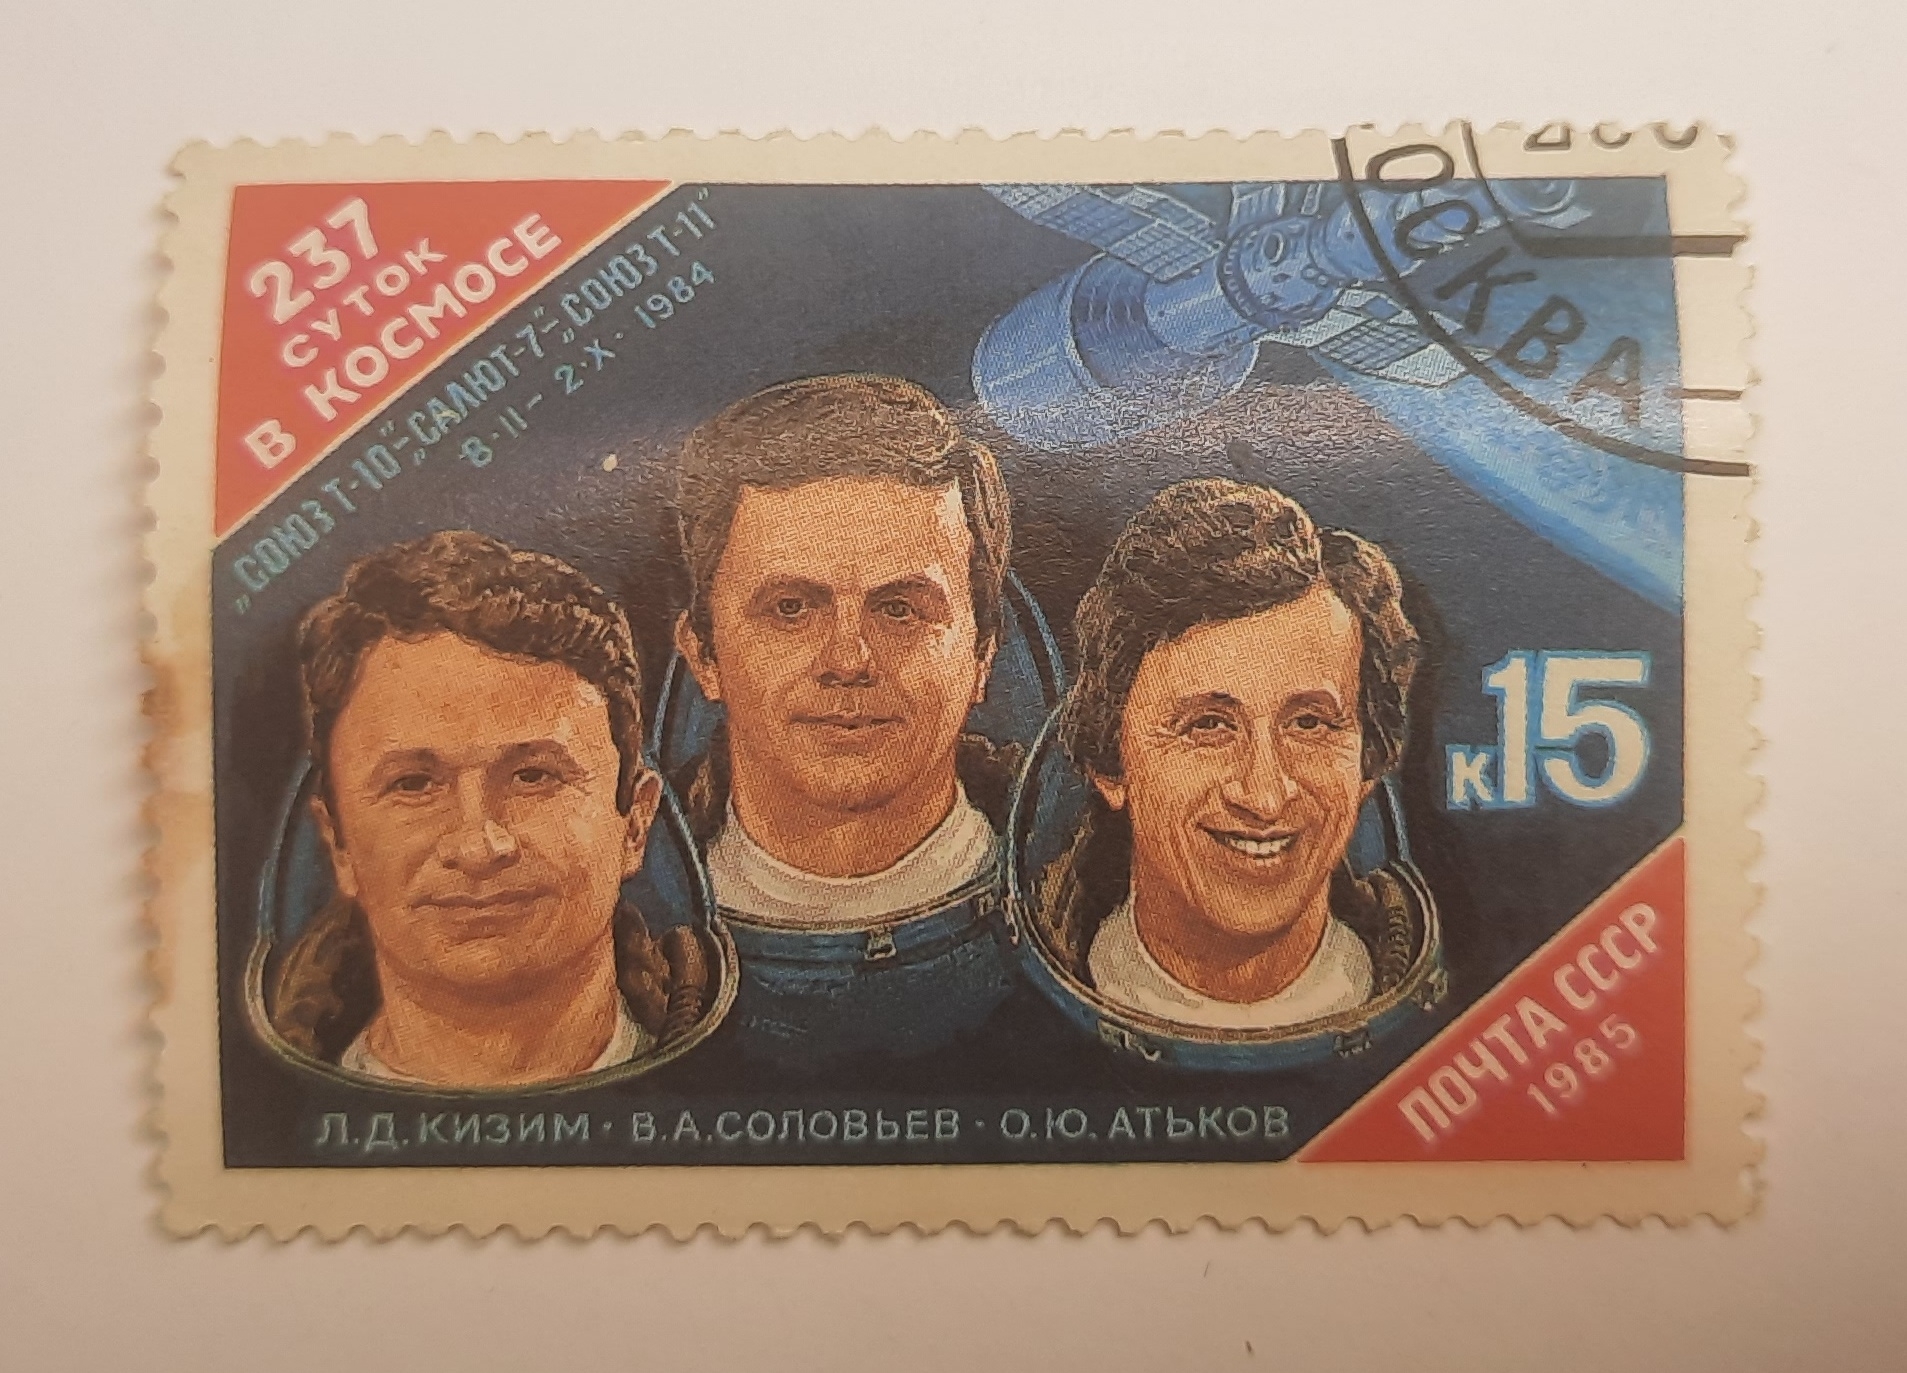 237
СУТОК
В КОСМОСЕ
„СОЮЗ Т-10”-„САЛЮТ-7”-„СОЮЗ Т-11”
8·II- 2·X· 1984
ОСКВА
к15
ПОЧТА СССР
1985
Л.Д.КИЗИМ · В.А.СОЛОВЬЕВ · О.Ю.АТЬКОВ